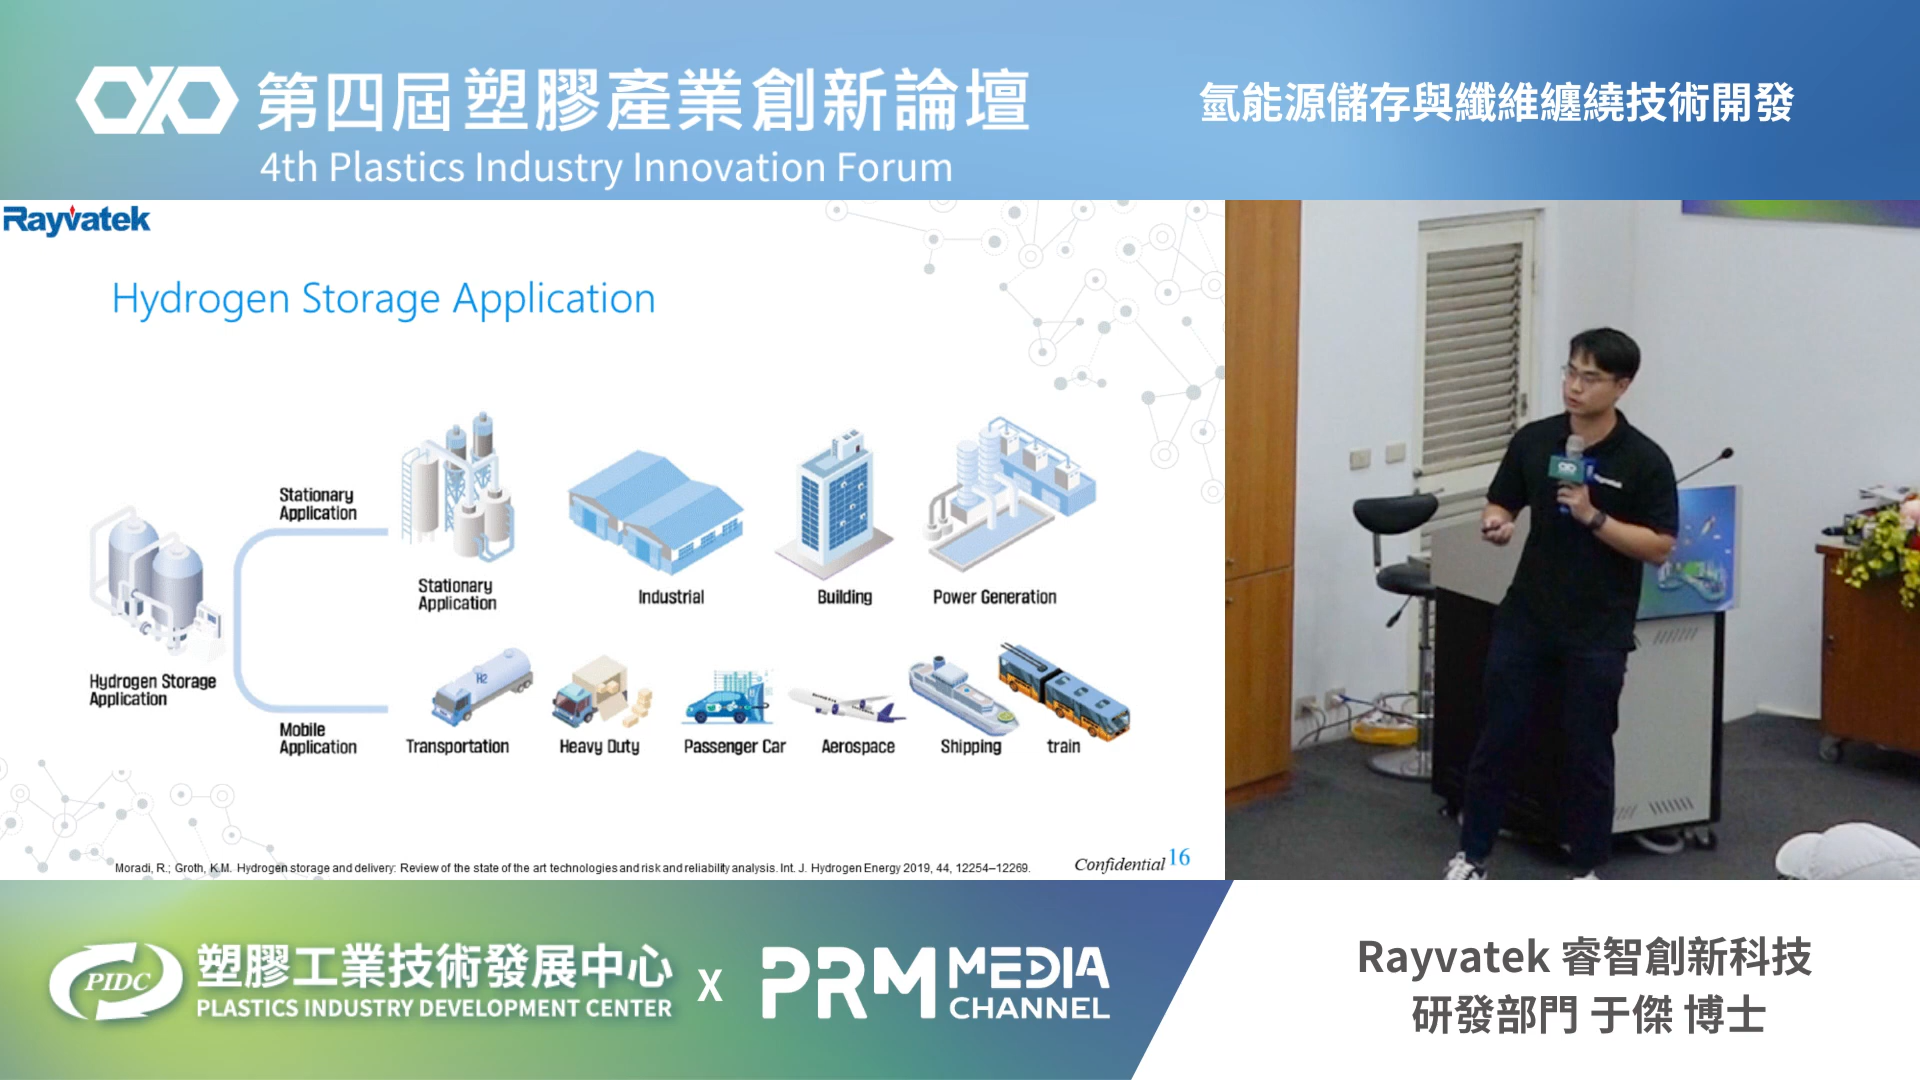 第四屆塑膠產業創新論壇
4th Plastics Industry Innovation Forum
氫能源儲存與纖維纏繞技術開發
Rayvatek
Hydrogen Storage Application
Stationary
Application
Stationary
Application
Industrial
Building
Power Generation
Hydrogen Storage
Application
H2
Mobile
Application
Transportation
Heavy Duty
Passenger Car
Aerospace
Shipping
train
Moradi, R.; Groth, K.M. Hydrogen storage and delivery: Review of the state of the art technologies and risk and reliability analysis. Int. J. Hydrogen Energy 2019, 44, 12254–12269.
Confidential 16
PIDC
塑膠工業技術發展中心
PLASTICS INDUSTRY DEVELOPMENT CENTER
X
PRM MEDIA
CHANNEL
Rayvatek 睿智創新科技
研發部門 于傑 博士